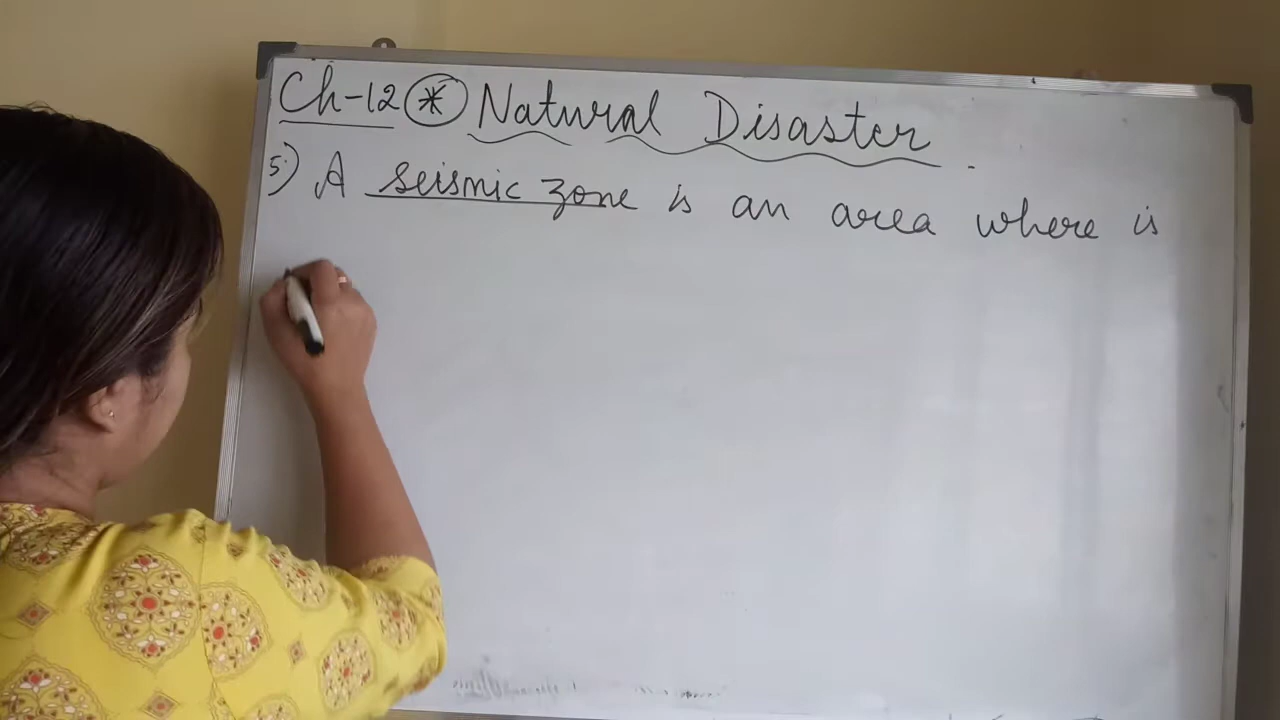 Ch-12 * Natural Disaster
5) A seismic zone is an area where is